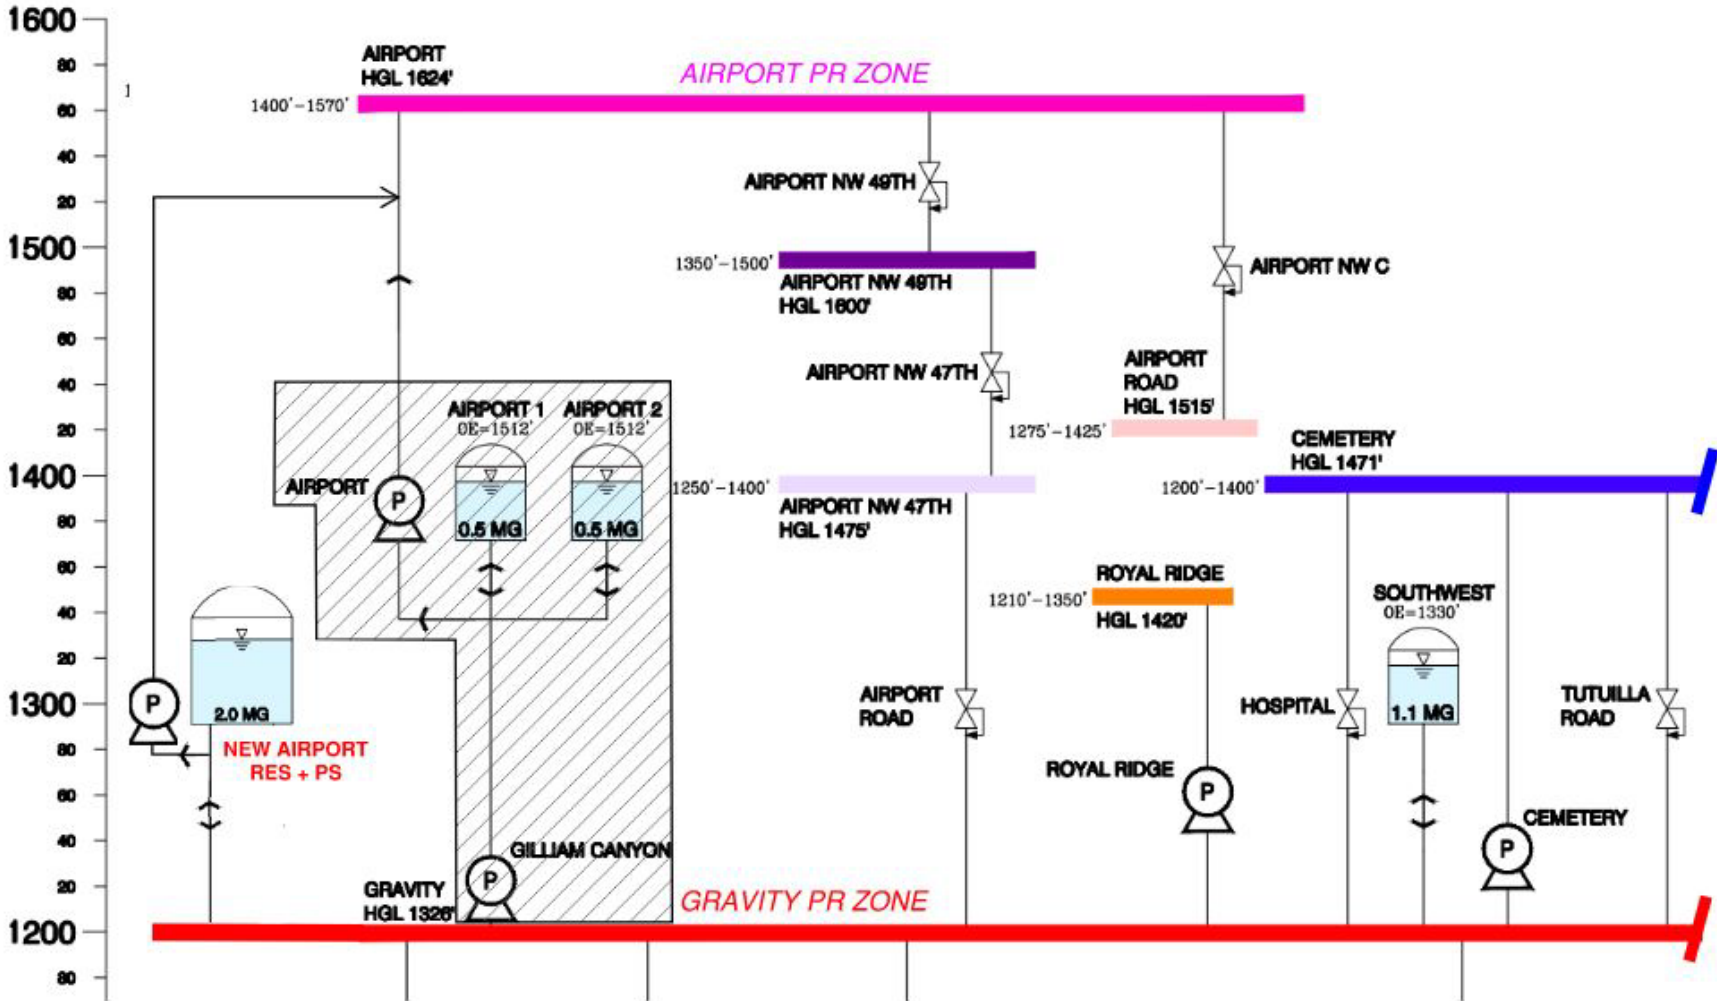 1600
80
60
40
20
1500
80
60
40
20
1400
80
60
40
20
1300
80
60
40
20
1200
80
1
AIRPORT
HGL 1624'
1400'-1570'
AIRPORT PR ZONE
AIRPORT NW 49TH
1350'-1500'
AIRPORT NW 49TH
HGL 1600'
AIRPORT NW C
AIRPORT NW 47TH
AIRPORT
ROAD
HGL 1515'
1275'-1425'
AIRPORT 1
OE=1512'
AIRPORT 2
OE=1512'
CEMETERY
HGL 1471'
1200'-1400'
AIRPORT
P
0.5 MG
0.5 MG
1250'-1400'
AIRPORT NW 47TH
HGL 1475'
ROYAL RIDGE
1210'-1350'
HGL 1420'
SOUTHWEST
OE=1330'
P
2.0 MG
NEW AIRPORT
RES + PS
AIRPORT
ROAD
HOSPITAL
1.1 MG
TUTUILLA
ROAD
ROYAL RIDGE
P
CEMETERY
P
GILLIAM CANYON
P
GRAVITY
HGL 1326'
GRAVITY PR ZONE